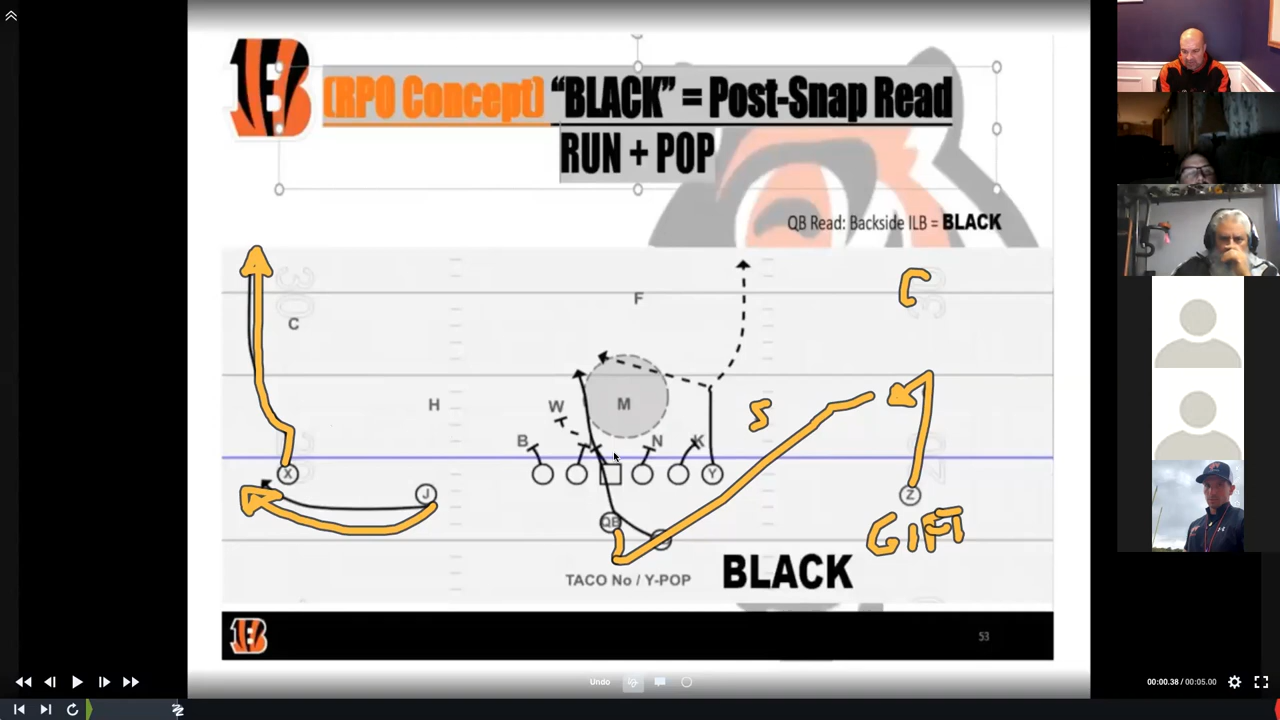 (RPO Concept) “BLACK” = Post-Snap Read
RUN + POP
QB Read: Backside ILB = BLACK
C
F
C
H
W
M
S
B
N
K
X
J
Y
Z
QB
GIFT
TACO No / Y-POP
BLACK
53
Undo
00:00.38 / 00:05.00